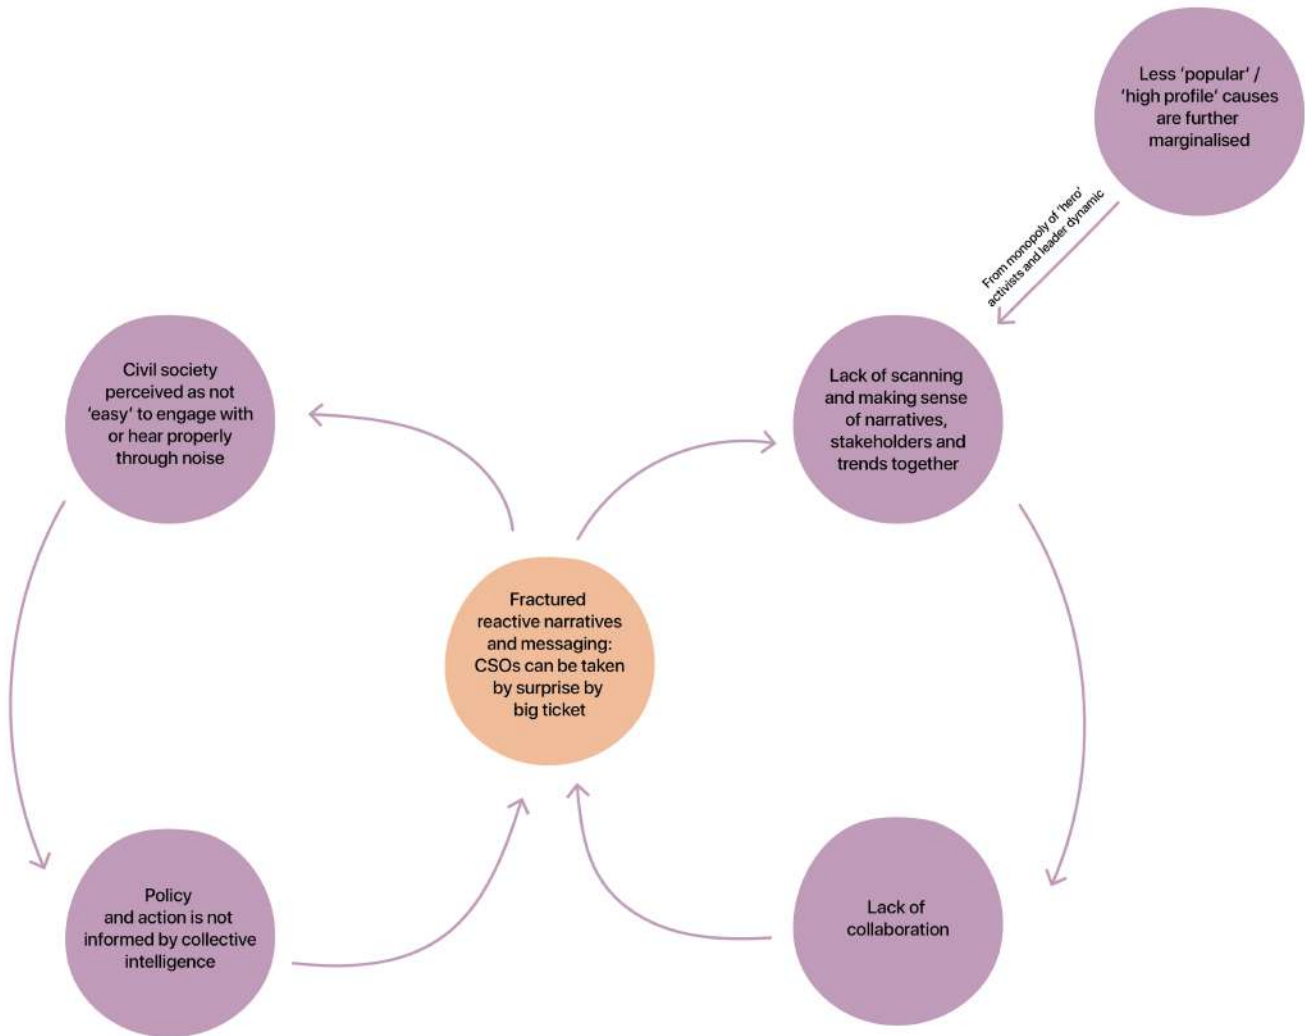 Less ‘popular’ /
‘high profile’ causes
are further
marginalised
From monopoly of ‘hero’
activists and leader dynamic
Civil society
perceived as not
‘easy’ to engage with
or hear properly
through noise
Lack of scanning
and making sense
of narratives,
stakeholders and
trends together
Fractured
reactive narratives
and messaging:
CSOs can be taken
by surprise by
big ticket
Policy
and action is not
informed by collective
intelligence
Lack of
collaboration